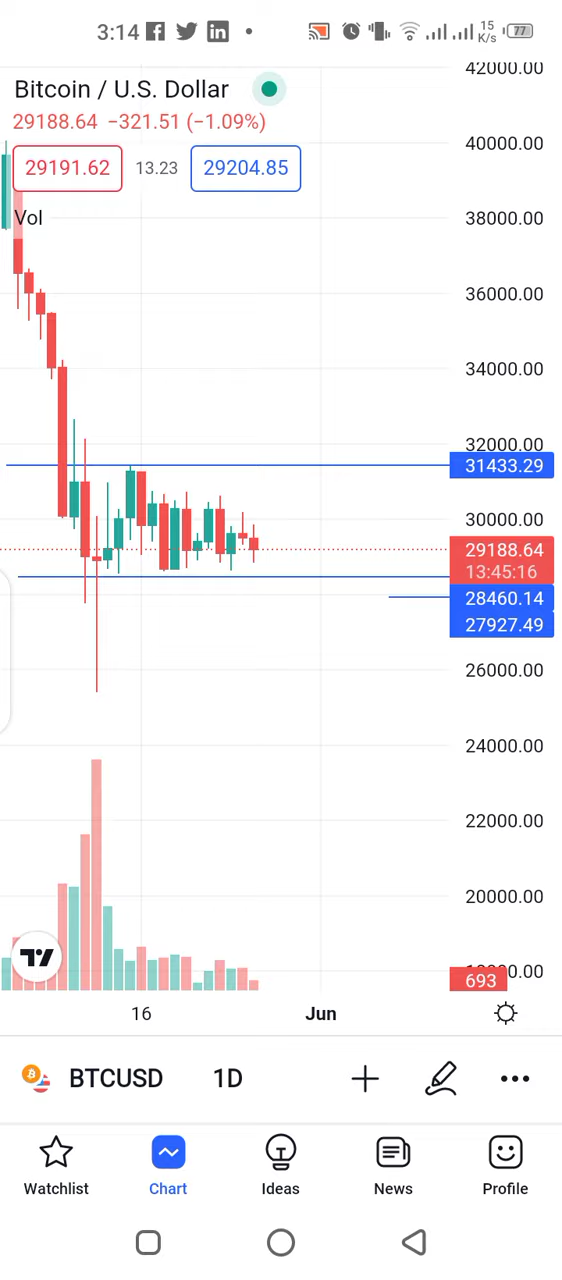 3:14
15
K/s
77
42000.00
Bitcoin / U.S. Dollar
29188.64 −321.51 (−1.09%)
40000.00
29191.62 13.23 29204.85
Vol
38000.00
36000.00
34000.00
32000.00
31433.29
30000.00
29188.64
13:45:16
28460.14
27927.49
26000.00
24000.00
22000.00
20000.00
693
16 Jun
BTCUSD 1D
Watchlist Chart Ideas News Profile